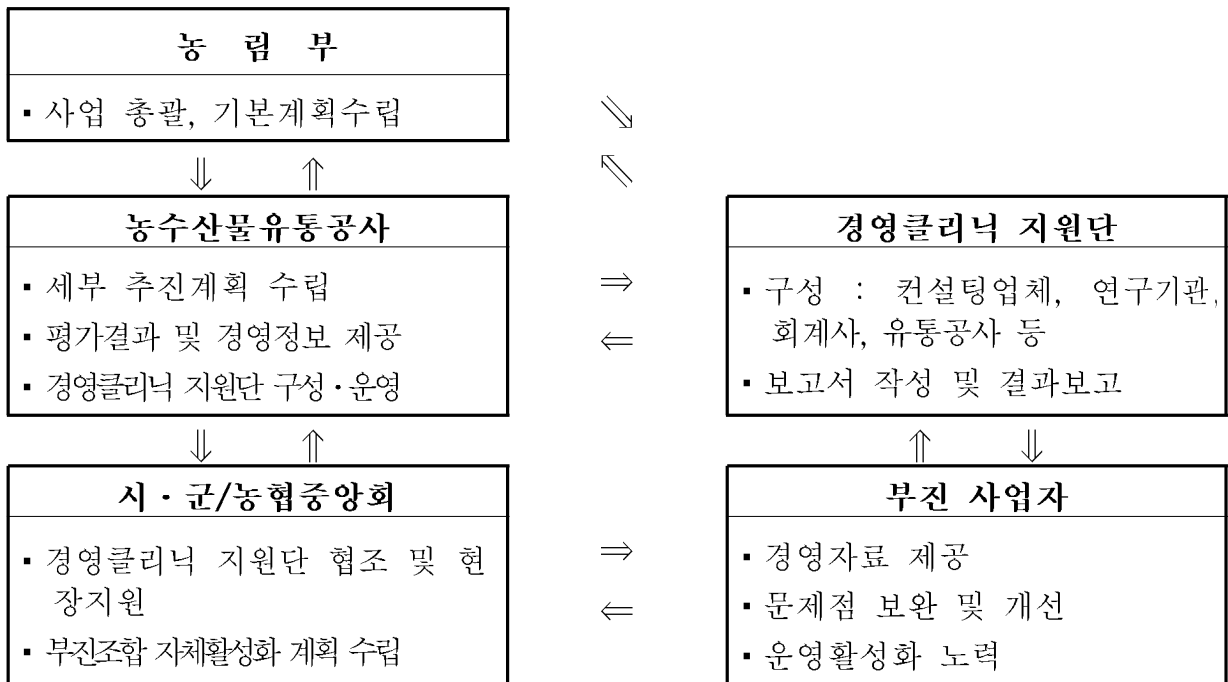 농 림 부
▪ 사업 총괄, 기본계획수립
⇘
⇓ ⇑
⇖
농수산물유통공사
▪ 세부 추진계획 수립
▪ 평가결과 및 경영정보 제공
▪ 경영클리닉 지원단 구성·운영
⇒
⇐
경영클리닉 지원단
▪ 구성 : 컨설팅업체, 연구기관,
회계사, 유통공사 등
▪ 보고서 작성 및 결과보고
⇓ ⇑
⇑ ⇓
시·군/농협중앙회
▪ 경영클리닉 지원단 협조 및 현
장지원
▪ 부진조합 자체활성화 계획 수립
⇒
⇐
부진 사업자
▪ 경영자료 제공
▪ 문제점 보완 및 개선
▪ 운영활성화 노력